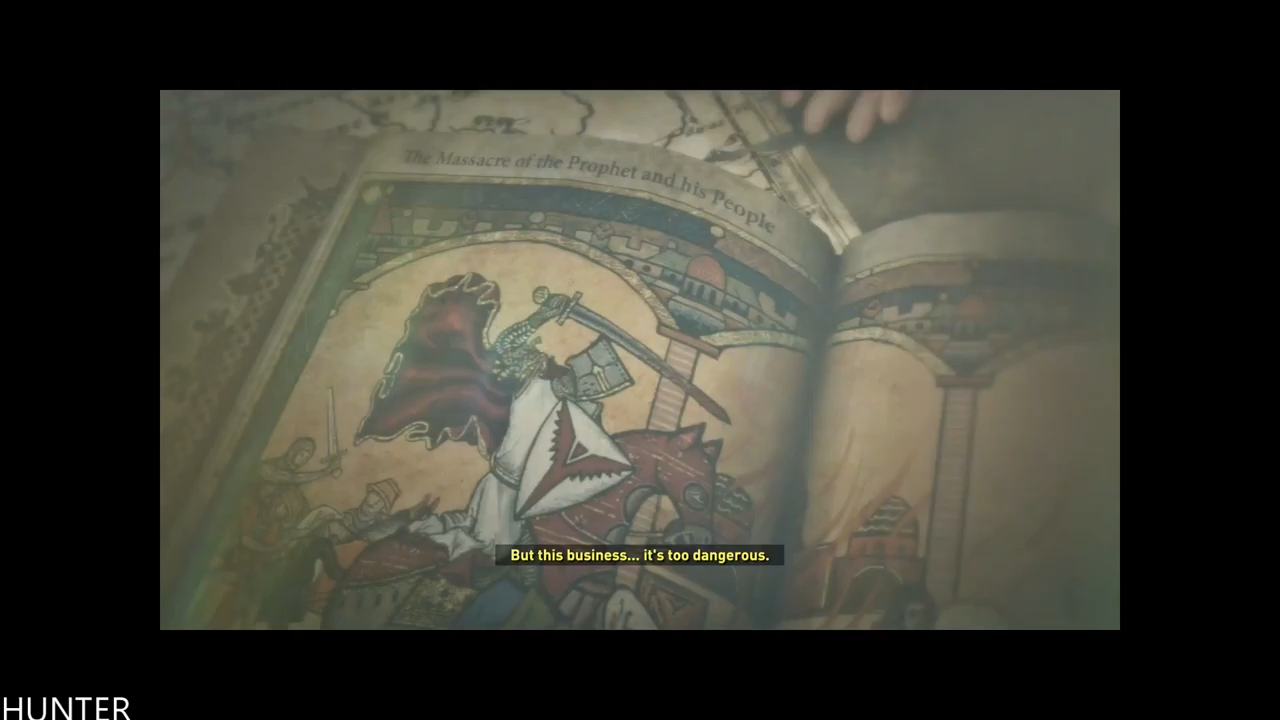 The Massacre of the Prophet and his People
But this business... it's too dangerous.
HUNTER